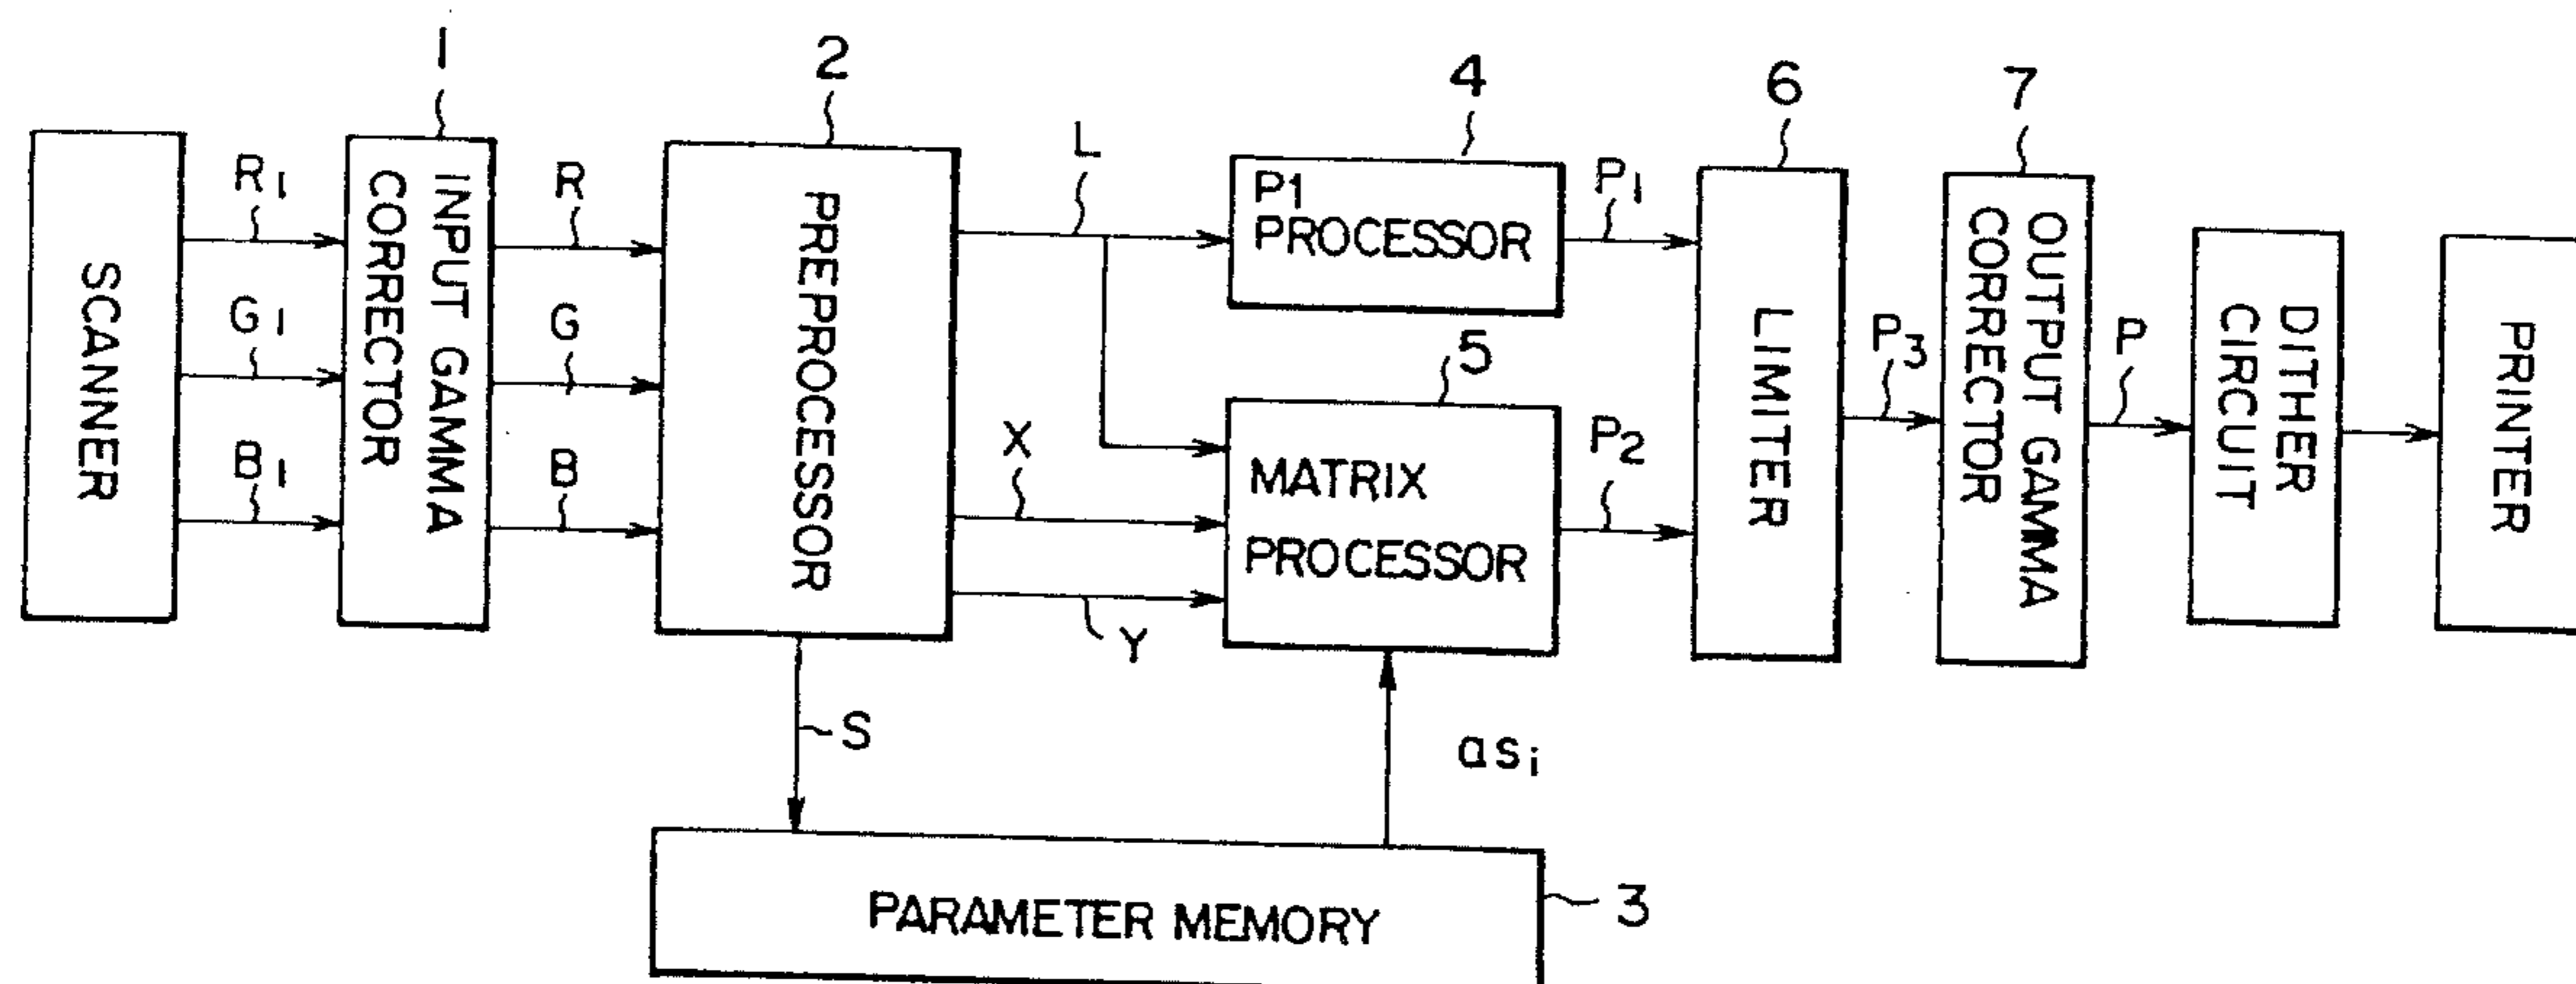 1
2
4
6
7
SCANNER
R1
G1
B1
INPUT GAMMA
CORRECTOR
R
G
B
PREPROCESSOR
L
X
Y
S
P1
PROCESSOR
5
MATRIX
PROCESSOR
P1
P2
LIMITER
P3
OUTPUT GAMMA
CORRECTOR
P
DITHER
CIRCUIT
PRINTER
asi
PARAMETER MEMORY
3